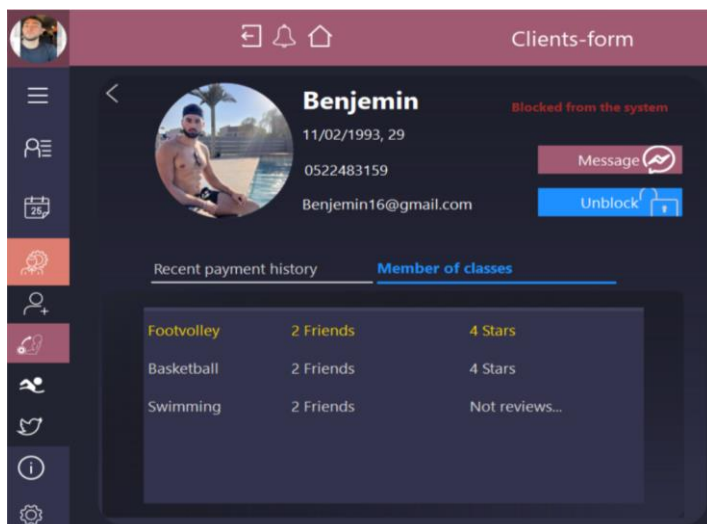 Clients-form
Benjemin
Blocked from the system
11/02/1993, 29
0522483159
Message
Benjemin16@gmail.com
Unblock
26
Recent payment history
Member of classes
Footvolley 2 Friends 4 Stars
Basketball 2 Friends 4 Stars
Swimming 2 Friends Not reviews...